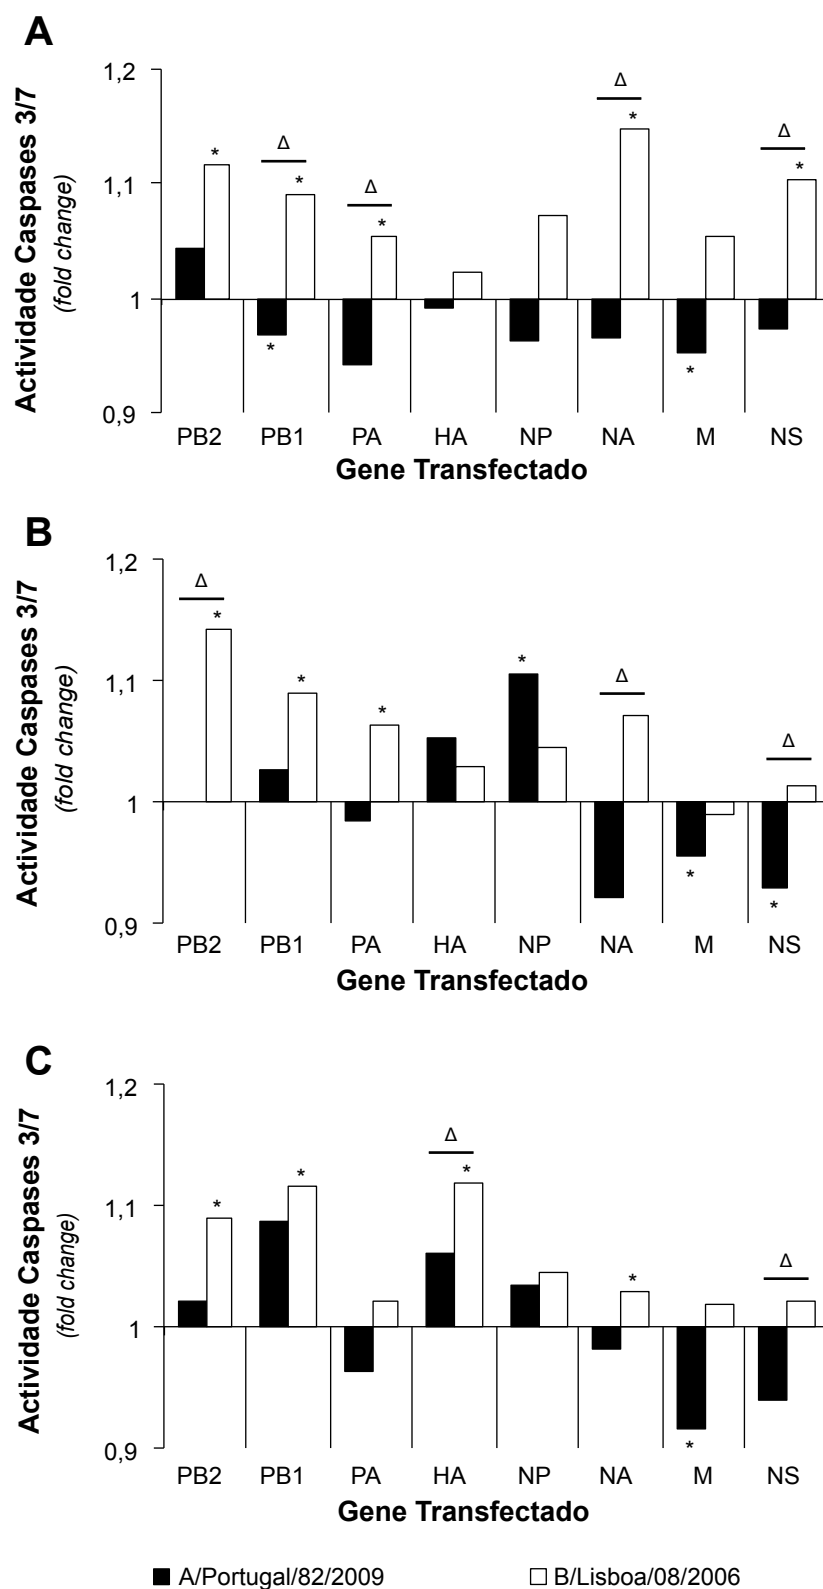 A
Actividade Caspases 3/7
(fold change)
1,2
1,1
1
0,9
* Δ * * Δ * Δ * * Δ *
PB2 PB1 PA HA NP NA M NS
Gene Transfectado
B
Actividade Caspases 3/7
(fold change)
1,2
1,1
1
0,9
Δ * * * * Δ * Δ *
PB2 PB1 PA HA NP NA M NS
Gene Transfectado
C
Actividade Caspases 3/7
(fold change)
1,2
1,1
1
0,9
* * Δ * * * Δ
PB2 PB1 PA HA NP NA M NS
Gene Transfectado
A/Portugal/82/2009 B/Lisboa/08/2006